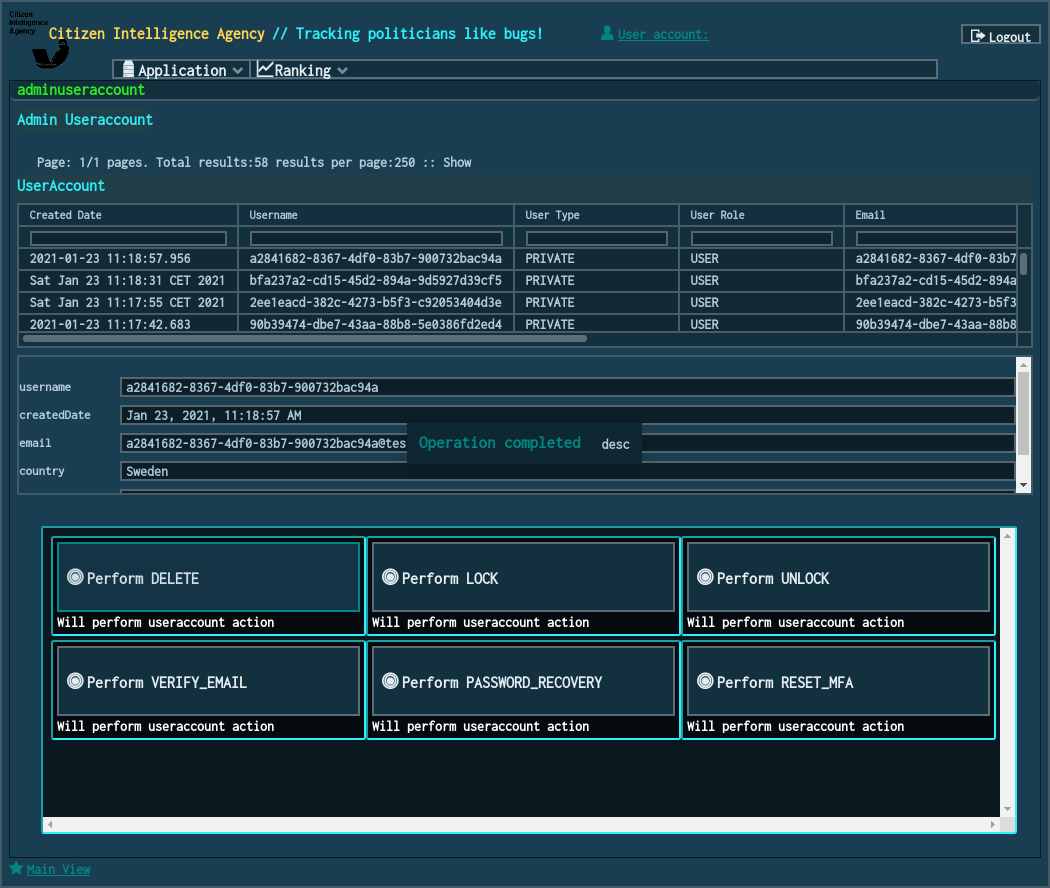 Citizen
Intelligence
Agency
Citizen Intelligence Agency // Tracking politicians like bugs!
User account:
Logout
Application
Ranking
adminuseraccount
Admin Useraccount
Page: 1/1 pages. Total results:58 results per page:250 :: Show
UserAccount
Created Date Username User Type User Role Email
2021-01-23 11:18:57.956 a2841682-8367-4df0-83b7-900732bac94a PRIVATE USER a2841682-8367-4df0-83b7
Sat Jan 23 11:18:31 CET 2021 bfa237a2-cd15-45d2-894a-9d5927d39cf5 PRIVATE USER bfa237a2-cd15-45d2-894a
Sat Jan 23 11:17:55 CET 2021 2ee1eacd-382c-4273-b5f3-c92053404d3e PRIVATE USER 2ee1eacd-382c-4273-b5f3
2021-01-23 11:17:42.683 90b39474-dbe7-43aa-88b8-5e0386fd2ed4 PRIVATE USER 90b39474-dbe7-43aa-88b8
username a2841682-8367-4df0-83b7-900732bac94a
createdDate Jan 23, 2021, 11:18:57 AM
email a2841682-8367-4df0-83b7-900732bac94a@tes
Operation completed desc
country Sweden
Perform DELETE Perform LOCK Perform UNLOCK
Will perform useraccount action Will perform useraccount action Will perform useraccount action
Perform VERIFY_EMAIL Perform PASSWORD_RECOVERY Perform RESET_MFA
Will perform useraccount action Will perform useraccount action Will perform useraccount action
Main View